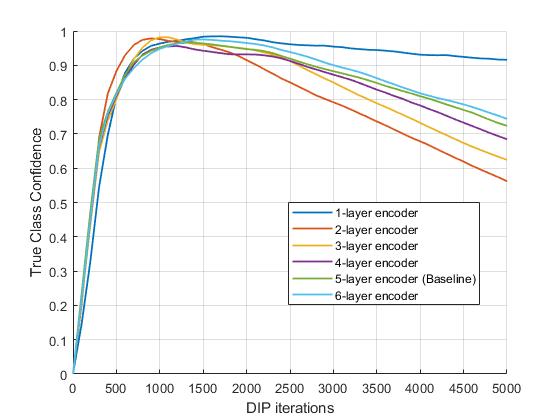 1
0.9
0.8
0.7
0.6
0.5
0.4
0.3
0.2
0.1
0
True Class Confidence
1-layer encoder
2-layer encoder
3-layer encoder
4-layer encoder
5-layer encoder (Baseline)
6-layer encoder
0 500 1000 1500 2000 2500 3000 3500 4000 4500 5000
DIP iterations